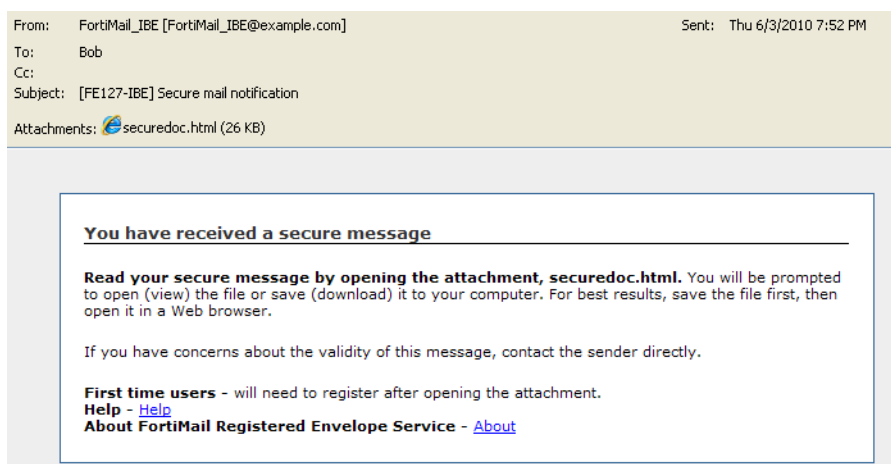 From: FortiMail_IBE [FortiMail_IBE@example.com] Sent: Thu 6/3/2010 7:52 PM
To: Bob
Cc:
Subject: [FE127-IBE] Secure mail notification
Attachments: securedoc.html (26 KB)
You have received a secure message
Read your secure message by opening the attachment, securedoc.html. You will be prompted
to open (view) the file or save (download) it to your computer. For best results, save the file first, then
open it in a Web browser.
If you have concerns about the validity of this message, contact the sender directly.
First time users - will need to register after opening the attachment.
Help - Help
About FortiMail Registered Envelope Service - About